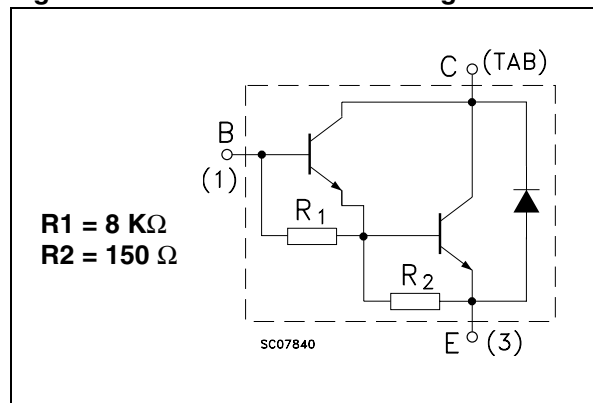 C (TAB)
B
(1)
R1
R1 = 8 KΩ
R2 = 150 Ω
R2
SC07840
E (3)